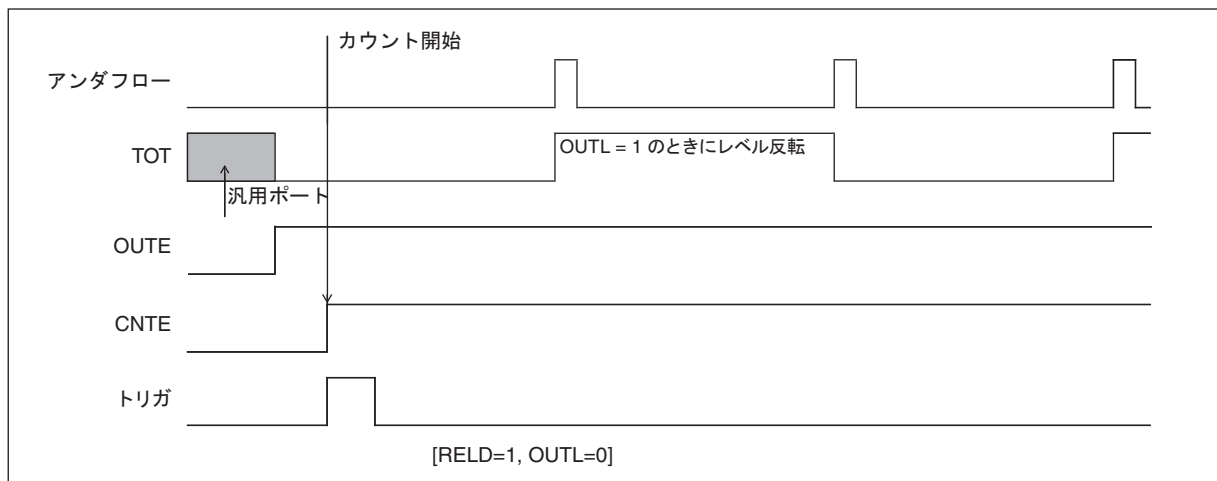 カウント開始
アンダフロー
TOT
OUTL = 1 のときにレベル反転
汎用ポート
OUTE
CNTE
トリガ
[RELD=1, OUTL=0]